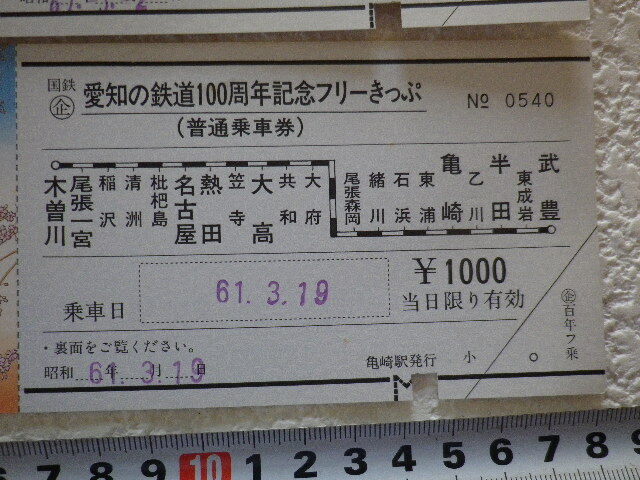 国鉄
企 愛知の鉄道100周年記念フリーきっぷ
(普通乗車券)
№ 0540
木曽川 尾張一宮 稲沢 清洲 枇杷島 名古屋 熱田 笠寺 大高 共和 大府 尾張森岡 緒川 石浜 東浦 亀崎 乙川 半田 東成岩 武豊
乗車日 61.3.19
￥1000
当日限り有効
・裏面をご覧ください。
昭和 61年 3月 19日
亀崎駅発行 小
企百年フ乗
7 8 9 10 1 2 3 4 5 6 7 8 9